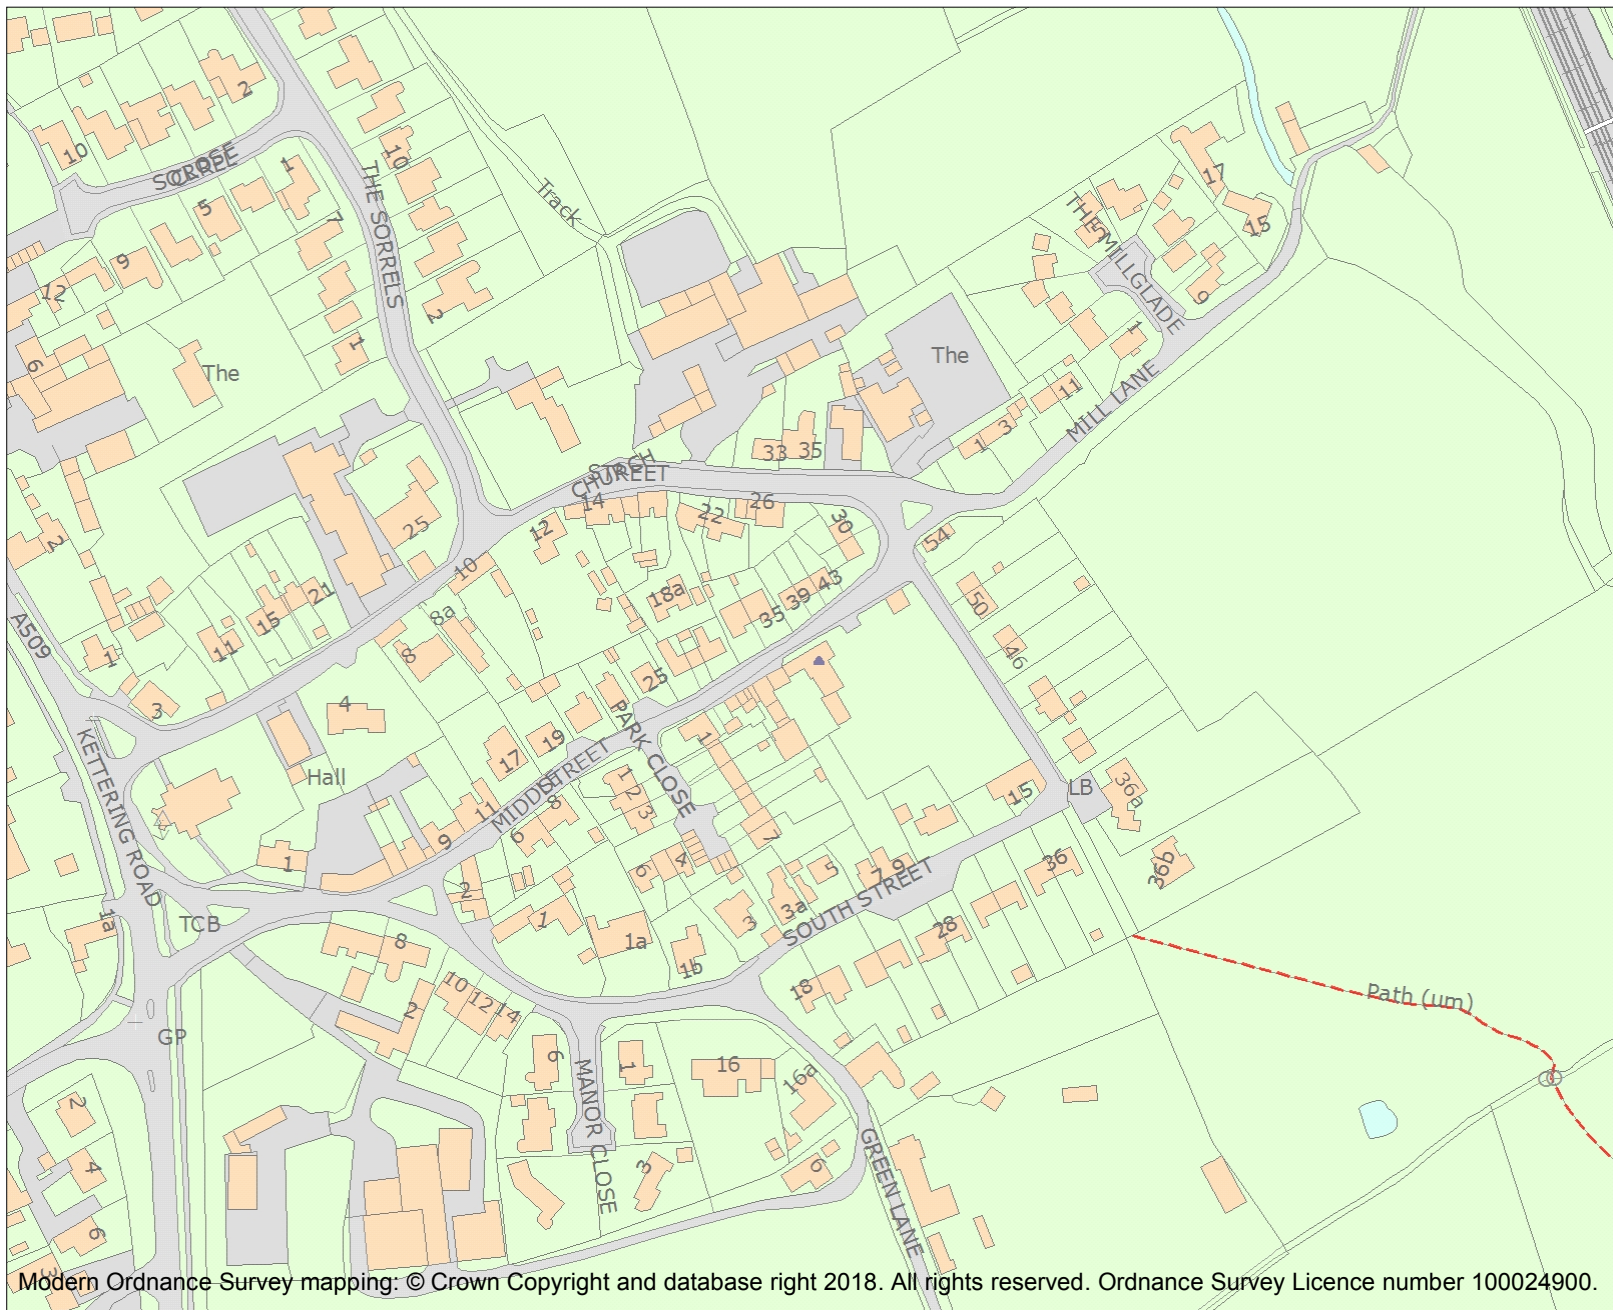 2
10
SORREL
CLOSE
1
10
5
7
THE SORRELS
Track
9
12
2
1
6
The
The
17
15
THE MILLGLADE
5
9
1
11
MILL LANE
3
1
33
35
CHURCH
STREET
14
12
22
26
30
54
25
10
2
21
15
11
1
8a
8
18a
35
39
43
50
46
A509
3
4
25
PARK CLOSE
17
19
1
KETTERING ROAD
Hall
MIDDLE STREET
11
9
8
6
1
2
3
7
LB
36a
15
36b
36
1
2
6
4
5
7
9
3a
3
SOUTH STREET
28
1a
TCB
8
1
1a
1b
18
10
12
14
2
Path (um)
GP
6
1
16
16a
MANOR CLOSE
3
6
GREEN LANE
2
4
6
3
Modern Ordnance Survey mapping: © Crown Copyright and database right 2018. All rights reserved. Ordnance Survey Licence number 100024900.